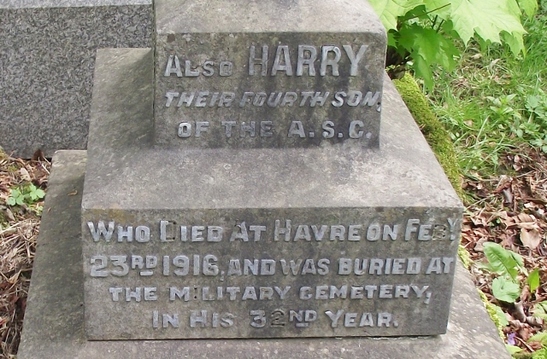 ALSO HARRY
THEIR FOURTH SON,
OF THE A.S.C.
WHO DIED AT HAVRE ON FEBY
23RD 1916, AND WAS BURIED AT
THE MILITARY CEMETERY,
IN HIS 32ND YEAR.